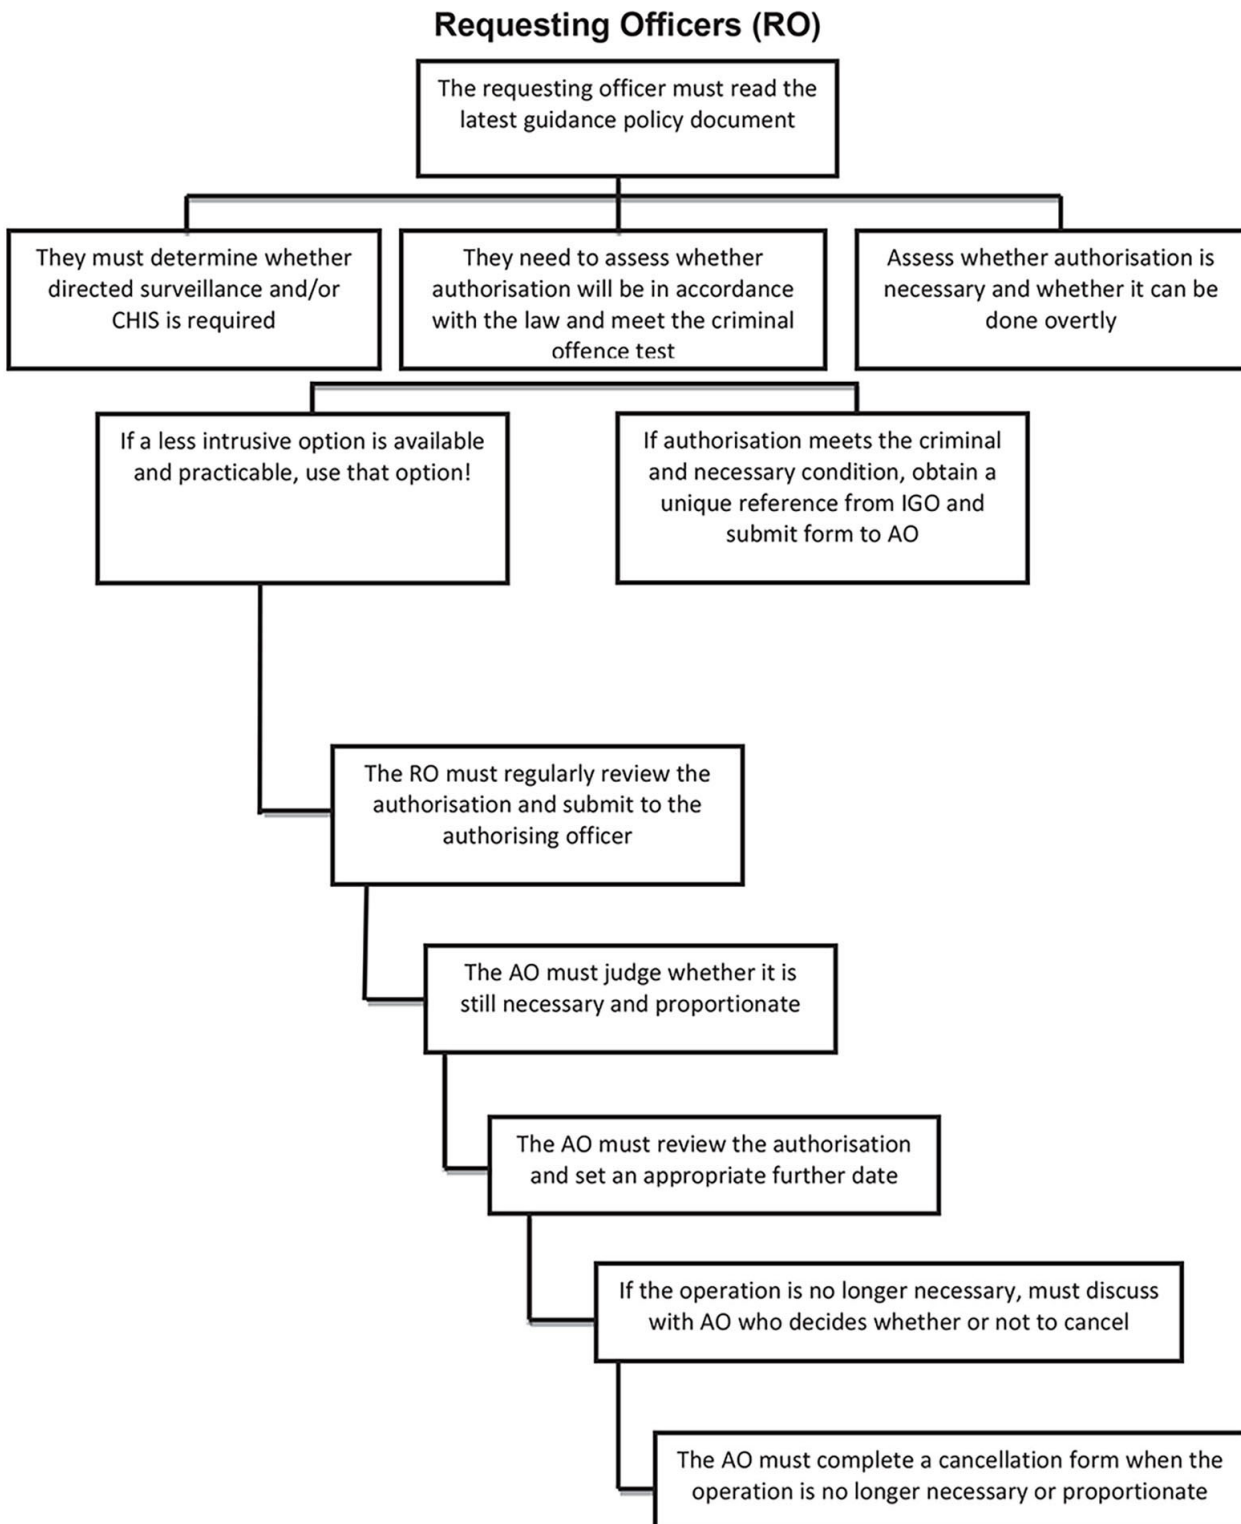 Requesting Officers (RO)
The requesting officer must read the
latest guidance policy document
They must determine whether
directed surveillance and/or
CHIS is required
They need to assess whether
authorisation will be in accordance
with the law and meet the criminal
offence test
Assess whether authorisation is
necessary and whether it can be
done overtly
If a less intrusive option is available
and practicable, use that option!
If authorisation meets the criminal
and necessary condition, obtain a
unique reference from IGO and
submit form to AO
The RO must regularly review the
authorisation and submit to the
authorising officer
The AO must judge whether it is
still necessary and proportionate
The AO must review the authorisation
and set an appropriate further date
If the operation is no longer necessary, must discuss
with AO who decides whether or not to cancel
The AO must complete a cancellation form when the
operation is no longer necessary or proportionate